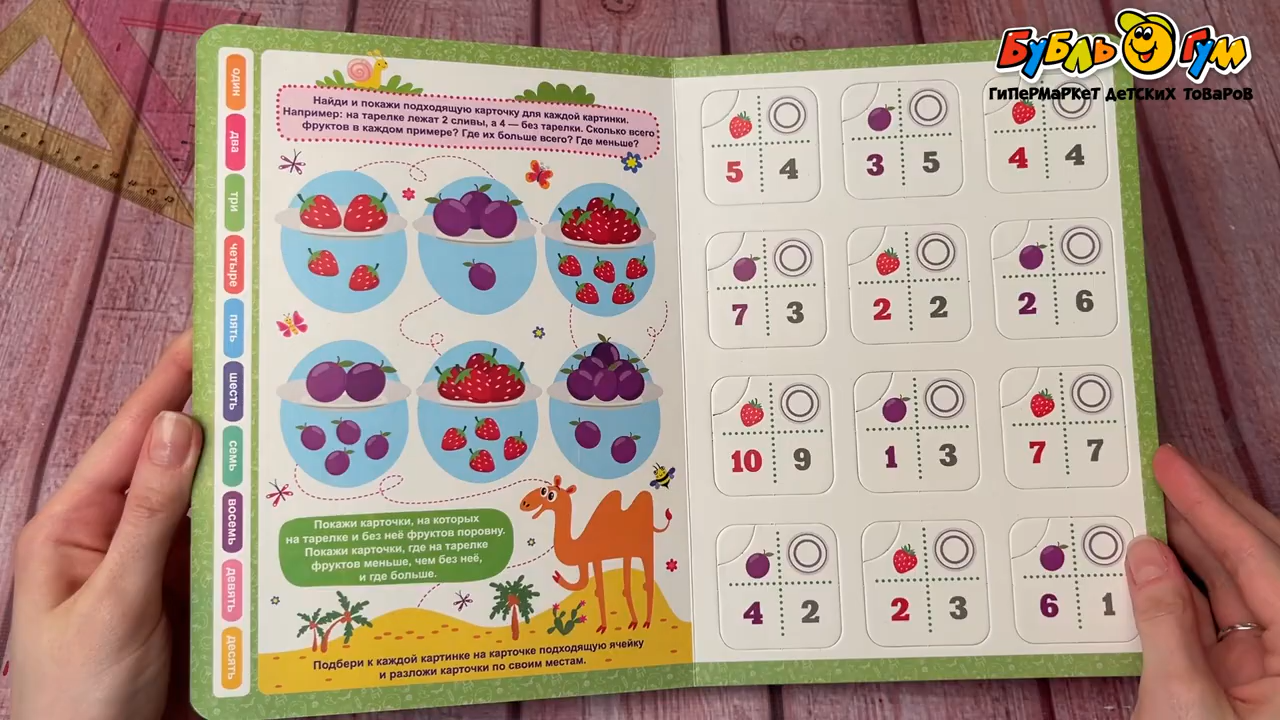 БУБЛЬ ГУМ
ГИПЕРМАРКЕТ ДЕТСКИХ ТОВАРОВ
один
два
три
четыре
пять
шесть
семь
восемь
девять
десять
Найди и покажи подходящую карточку для каждой картинки.
Например: на тарелке лежат 2 сливы, а 4 — без тарелки. Сколько всего
фруктов в каждом примере? Где их больше всего? Где меньше?
Покажи карточки, на которых
на тарелке и без неё фруктов поровну.
Покажи карточки, где на тарелке
фруктов меньше, чем без неё,
и где больше.
Подбери к каждой картинке на карточке подходящую ячейку
и разложи карточки по своим местам.
5 4 3 5 4 4
7 3 2 2 2 6
10 9 1 3 7 7
4 2 2 3 6 1